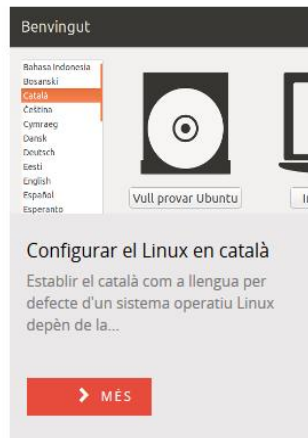 Benvingut
Bahasa Indonesia
Bosanski
Català
Čeština
Cymraeg
Dansk
Deutsch
Eesti
English
Español
Esperanto
Vull provar Ubuntu
Configurar el Linux en català
Establir el català com a llengua per
defecte d'un sistema operatiu Linux
depèn de la...
MÉS